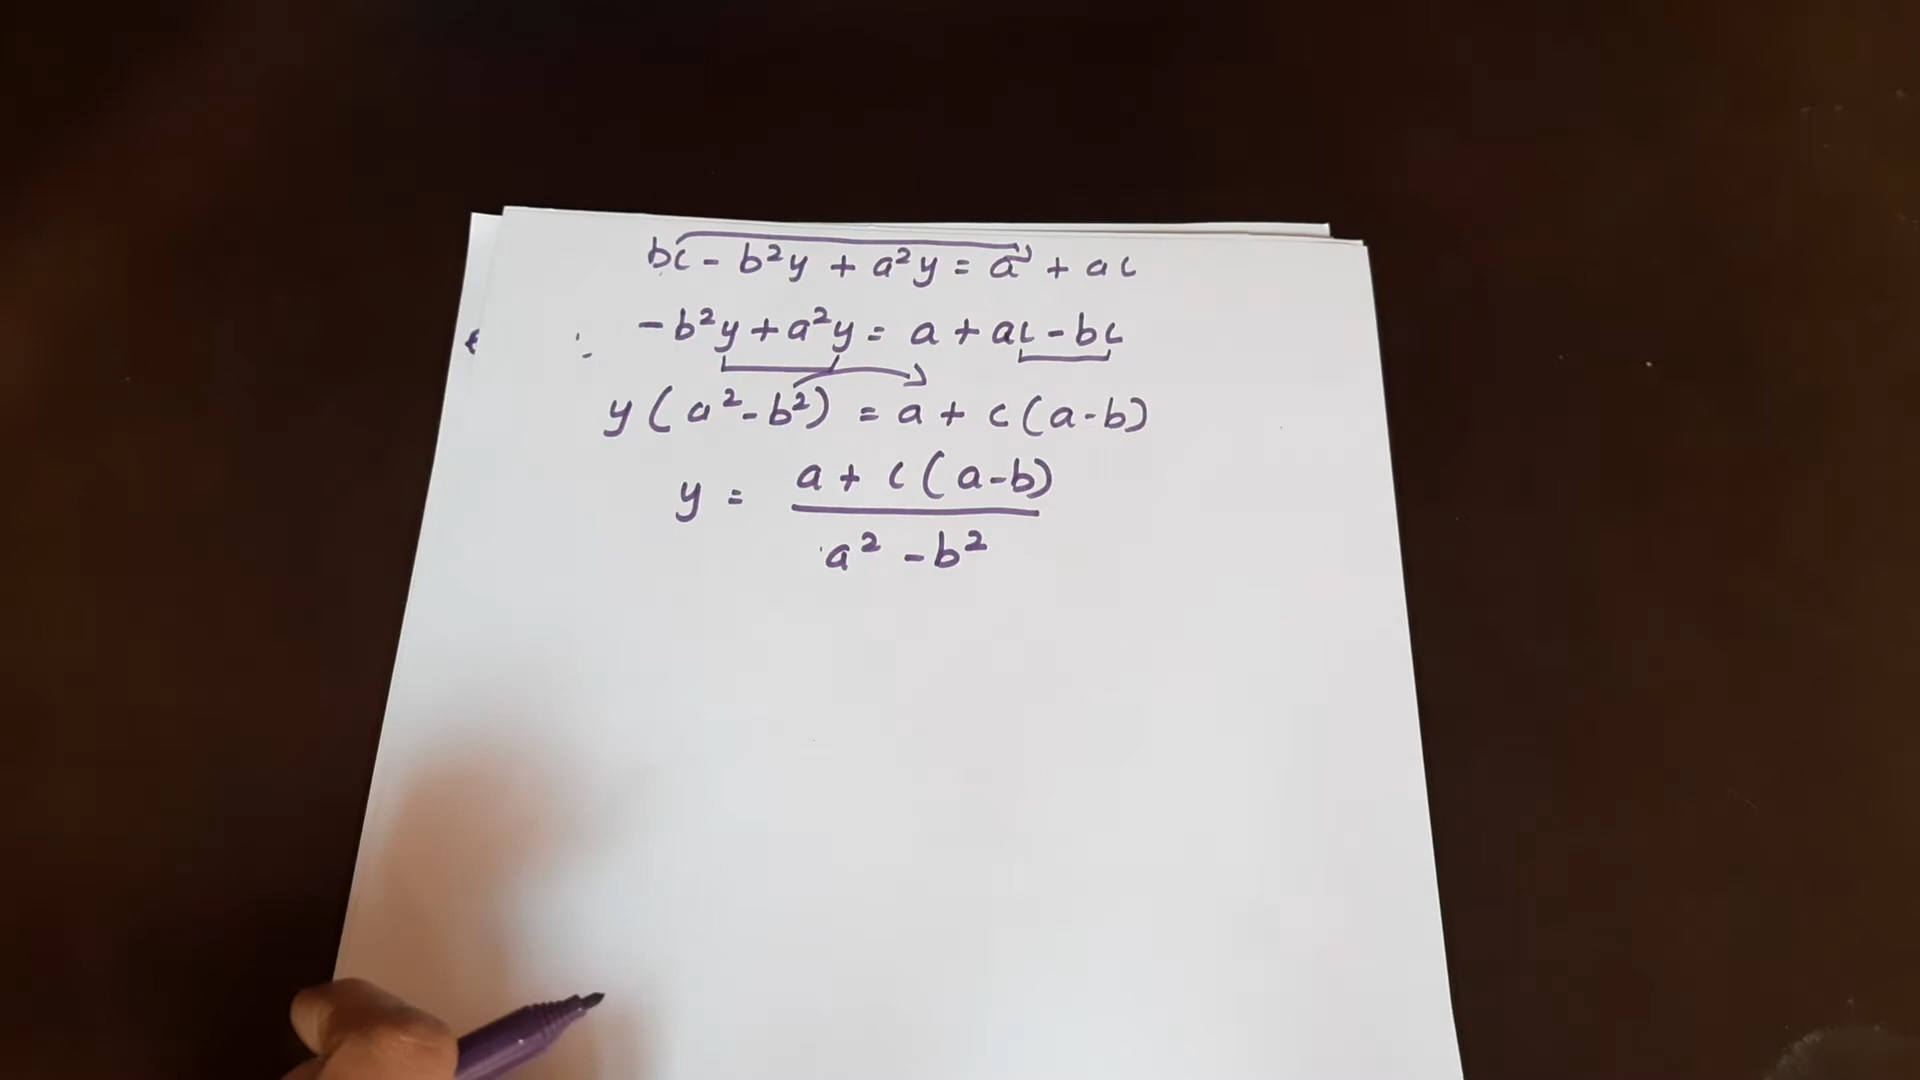 bc - b²y + a²y = a + ac
∴ -b²y + a²y = a + ac - bc
y (a² - b²) = a + c (a-b)
y = a + c (a-b) / a² - b²